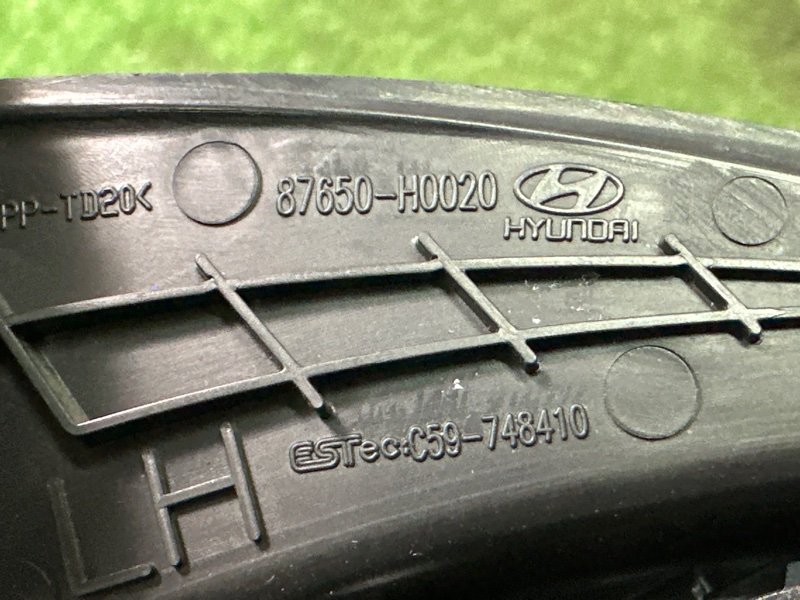 PP-TD20<
87650-H0020
HYUNDAI
ESTec:C59-748410
LH